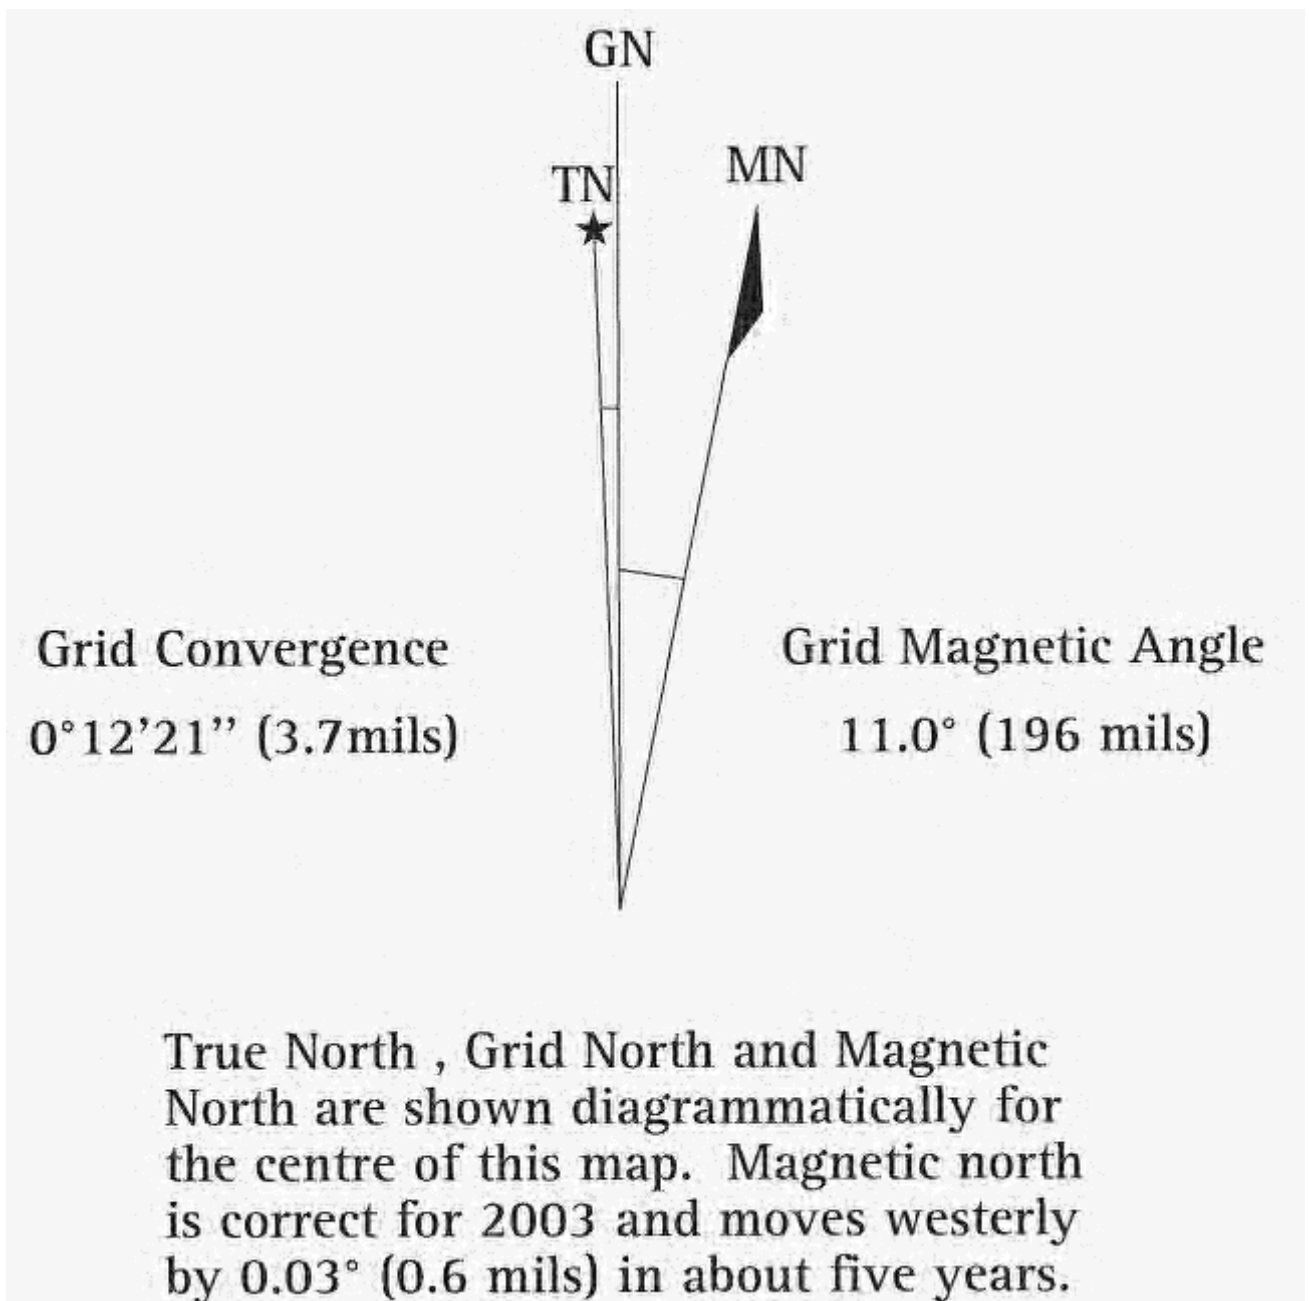 GN
TN
MN
Grid Convergence
0°12’21’’ (3.7mils)
Grid Magnetic Angle
11.0° (196 mils)
True North , Grid North and Magnetic
North are shown diagrammatically for
the centre of this map. Magnetic north
is correct for 2003 and moves westerly
by 0.03° (0.6 mils) in about five years.